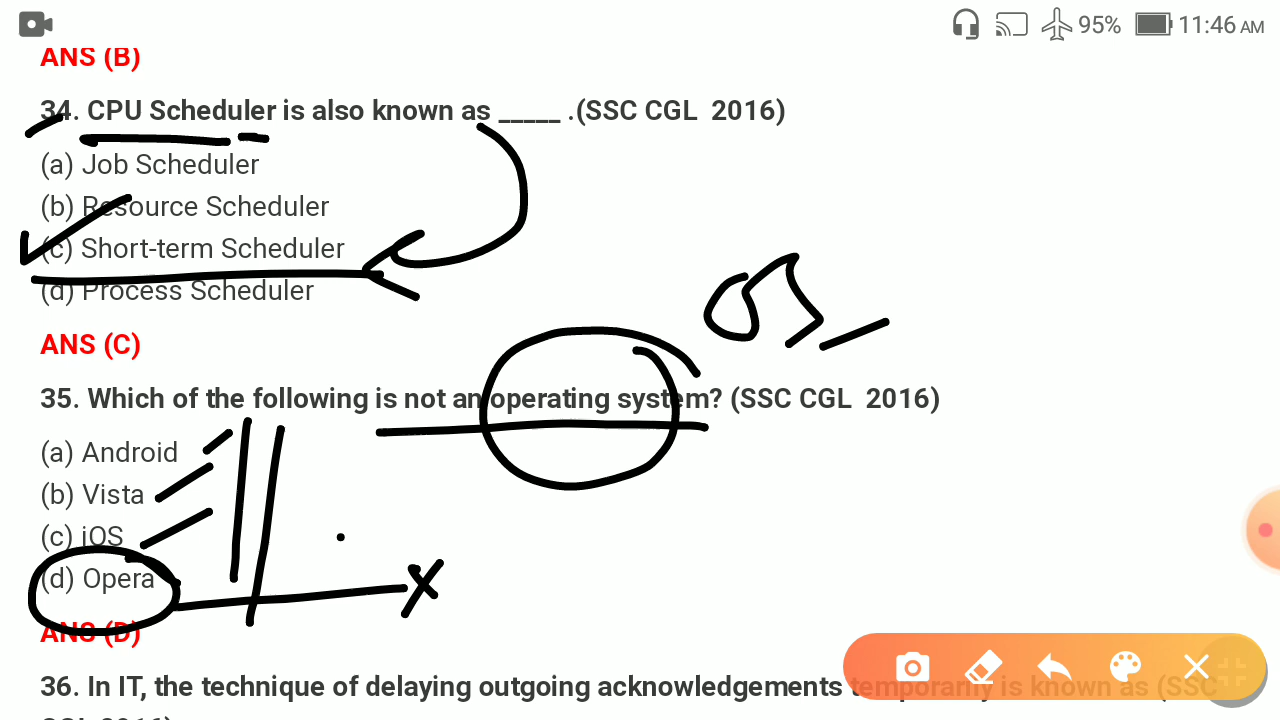 95% 11:46 AM
ANS (B)
34. CPU Scheduler is also known as _____ .(SSC CGL 2016)
(a) Job Scheduler
(b) Resource Scheduler
(c) Short-term Scheduler
(d) Process Scheduler
ANS (C)
35. Which of the following is not an operating system? (SSC CGL 2016)
(a) Android
(b) Vista
(c) iOS
(d) Opera
ANS (D)
36. In IT, the technique of delaying outgoing acknowledgements temporarily is known as (SSC
CGL 2016)